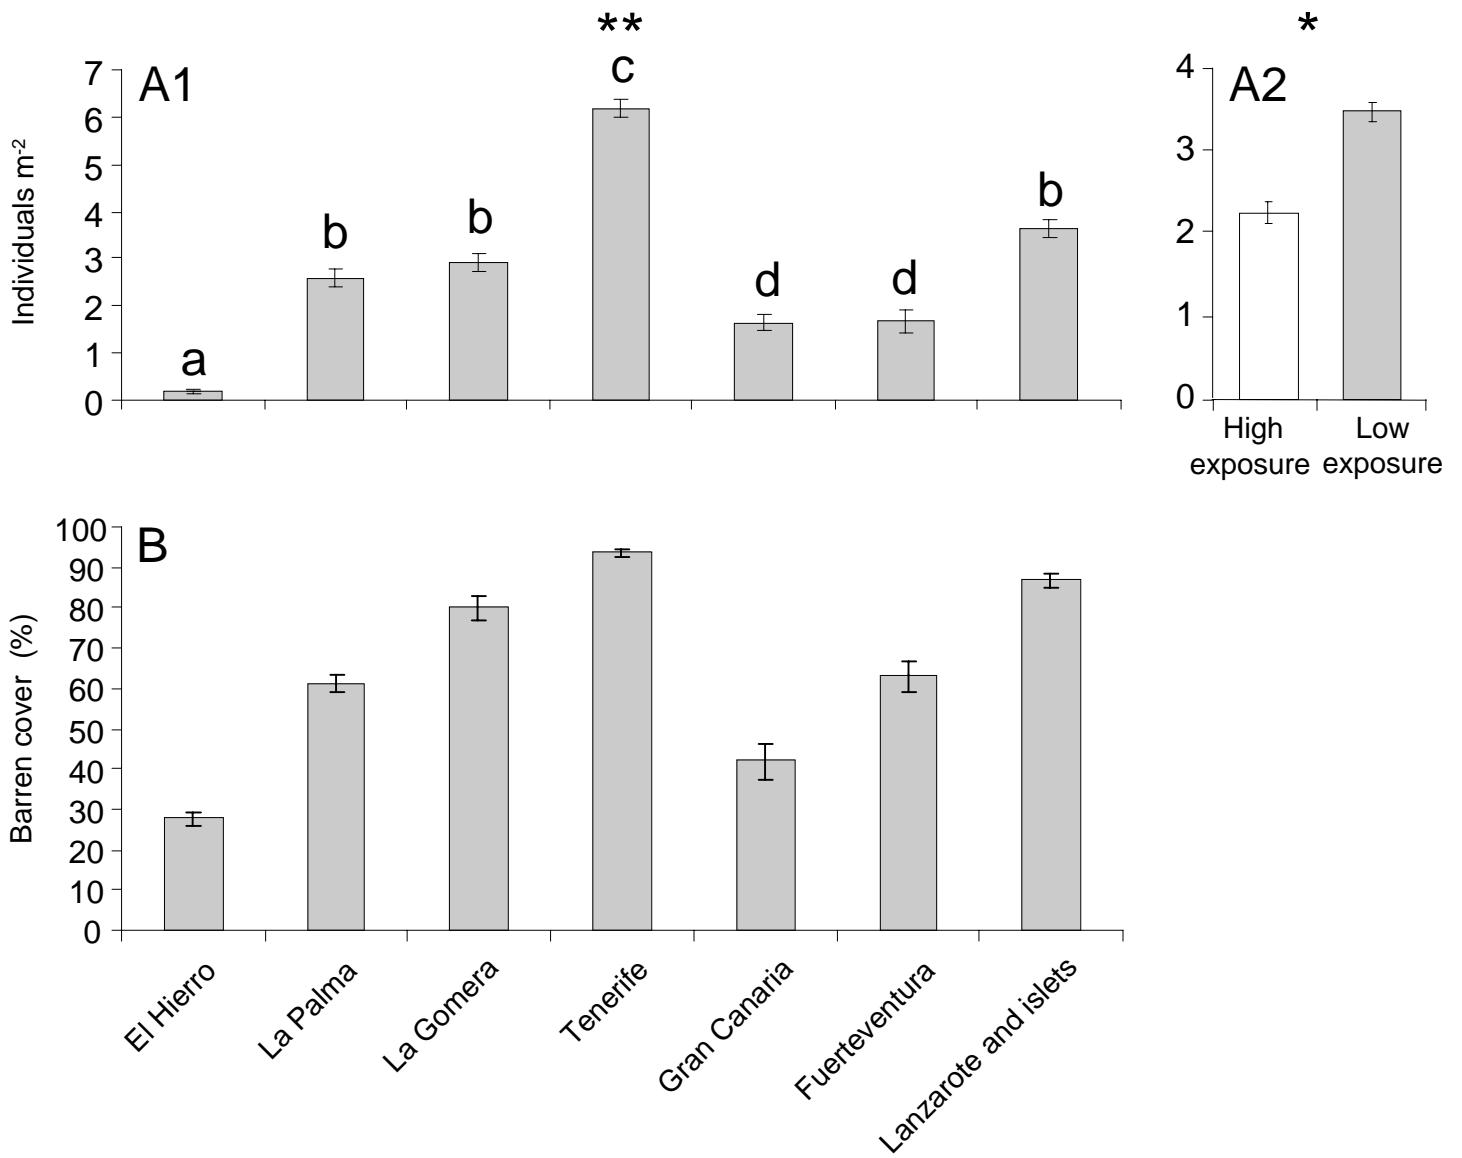 **
*
A1
c
A2
Individuals m-2
7
6
5
4
3
2
1
0
a
b
b
d
d
b
4
3
2
1
0
High exposure
Low exposure
B
Barren cover (%)
100
90
80
70
60
50
40
30
20
10
0
El Hierro
La Palma
La Gomera
Tenerife
Gran Canaria
Fuerteventura
Lanzarote and islets